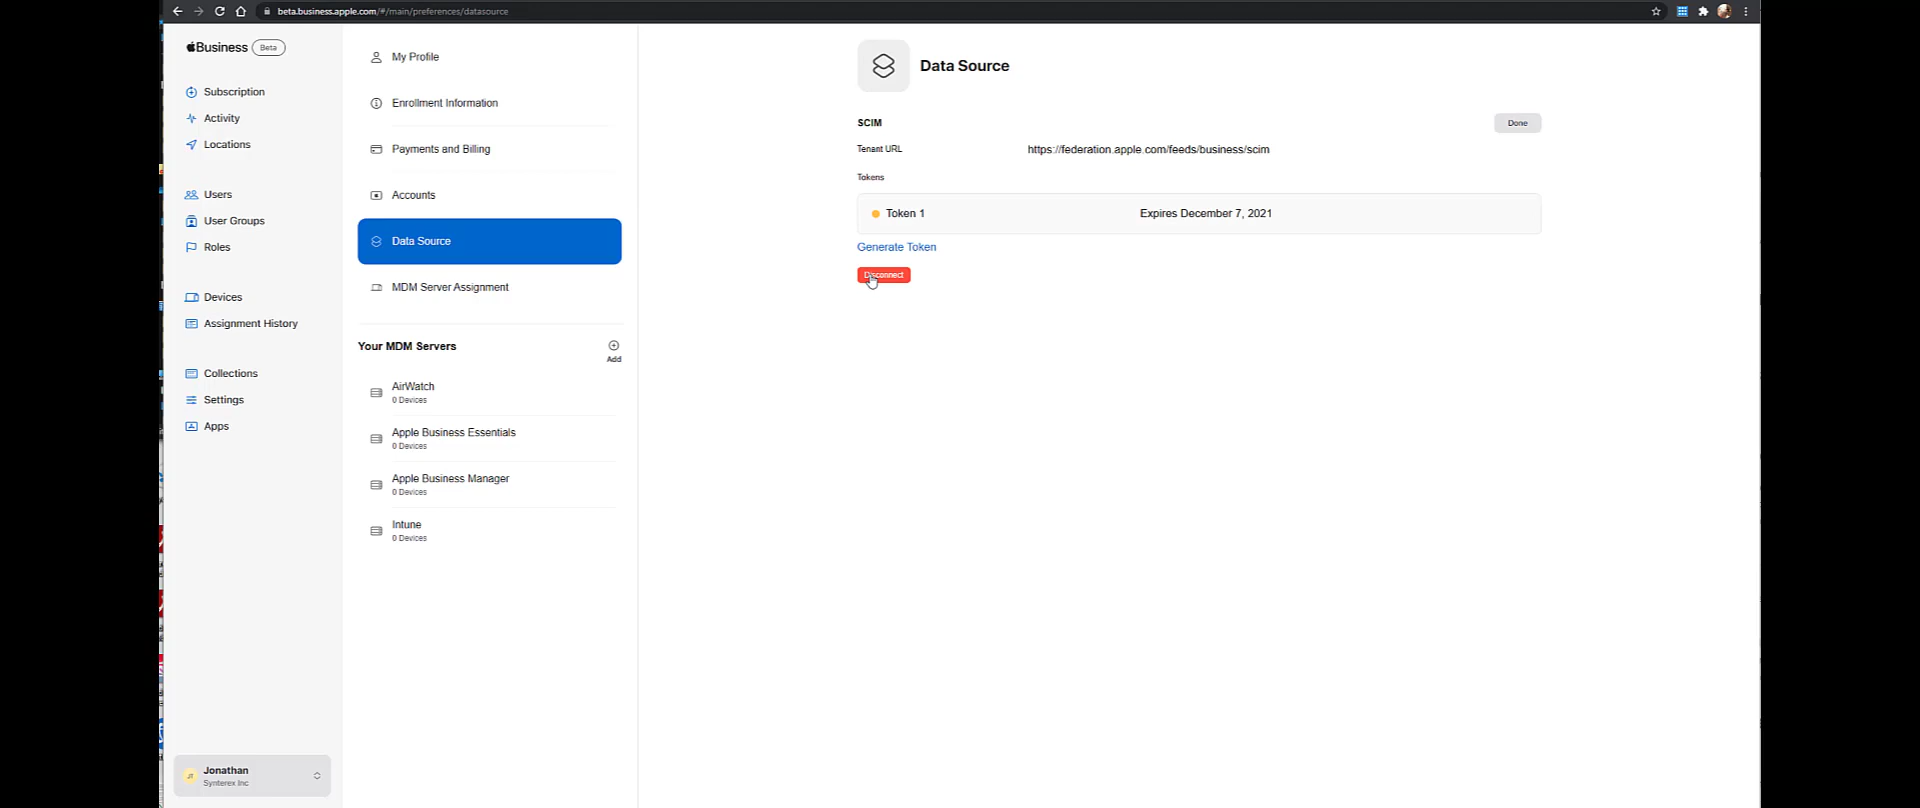 beta.business.apple.com/#/main/preferences/datasource
Business Beta
Subscription
Activity
Locations
Users
User Groups
Roles
Devices
Assignment History
Collections
Settings
Apps
Jonathan
Synterex Inc
My Profile
Enrollment Information
Payments and Billing
Accounts
Data Source
MDM Server Assignment
Your MDM Servers
Add
AirWatch
0 Devices
Apple Business Essentials
0 Devices
Apple Business Manager
0 Devices
Intune
0 Devices
Data Source
SCIM
Done
Tenant URL https://federation.apple.com/feeds/business/scim
Tokens
Token 1 Expires December 7, 2021
Generate Token
Disconnect